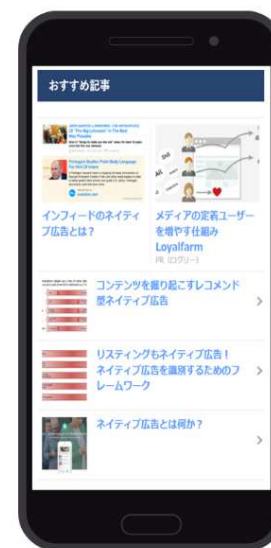 おすすめ記事
インフィードのネイティ
ブ広告とは？
メディアの定着ユーザー
を増やす仕組み
Loyalfarm
PR (ログリー)
コンテンツを掘り起こすレコメンド
型ネイティブ広告
リスティングもネイティブ広告！
ネイティブ広告を識別するためのフ
レームワーク
ネイティブ広告とは何か？